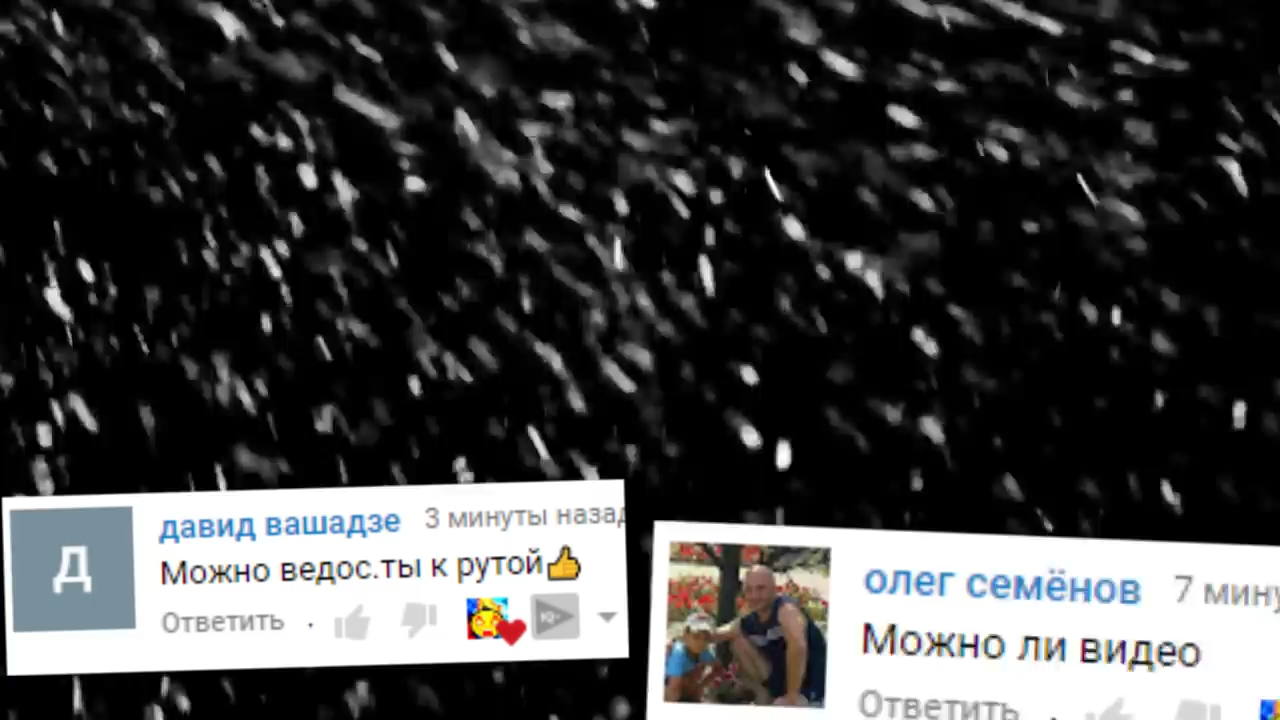 Д
давид вашадзе 3 минуты назад
Можно ведос.ты к рутой👍
Ответить ·
олег семёнов 7 мину
Можно ли видео
Ответить ·